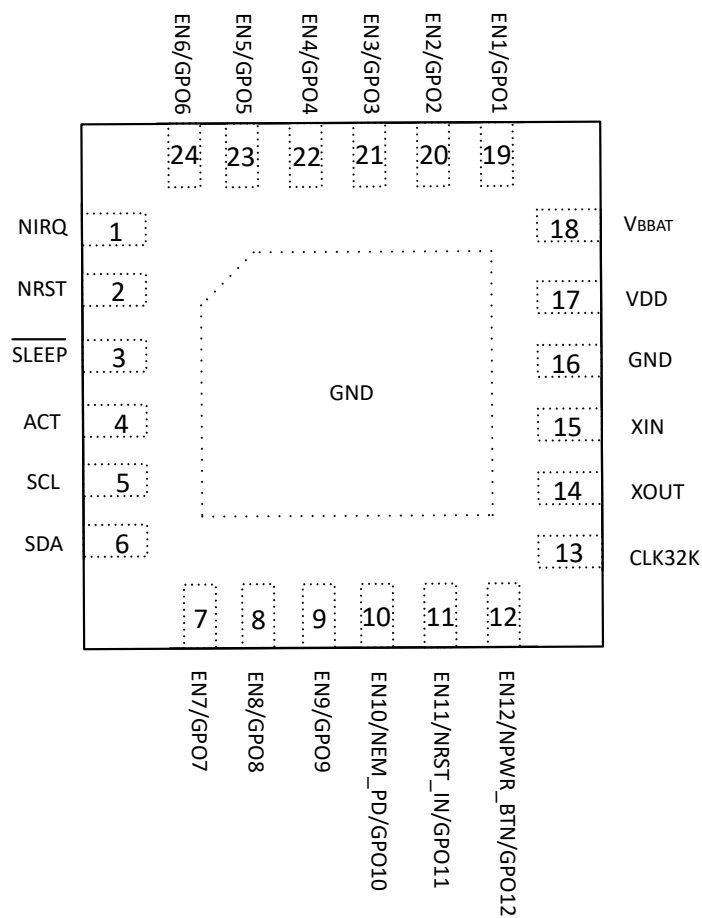 EN6/GPO6
EN5/GPO5
EN4/GPO4
EN3/GPO3
EN2/GPO2
EN1/GPO1
24
23
22
21
20
19
NIRQ
1
NRST
2
SLEEP
3
ACT
4
SCL
5
SDA
6
GND
18
VBBAT
17
VDD
16
GND
15
XIN
14
XOUT
13
CLK32K
7
8
9
10
11
12
EN7/GPO7
EN8/GPO8
EN9/GPO9
EN10/NEM_PD/GPO10
EN11/NRST_IN/GPO11
EN12/NPWR_BTN/GPO12